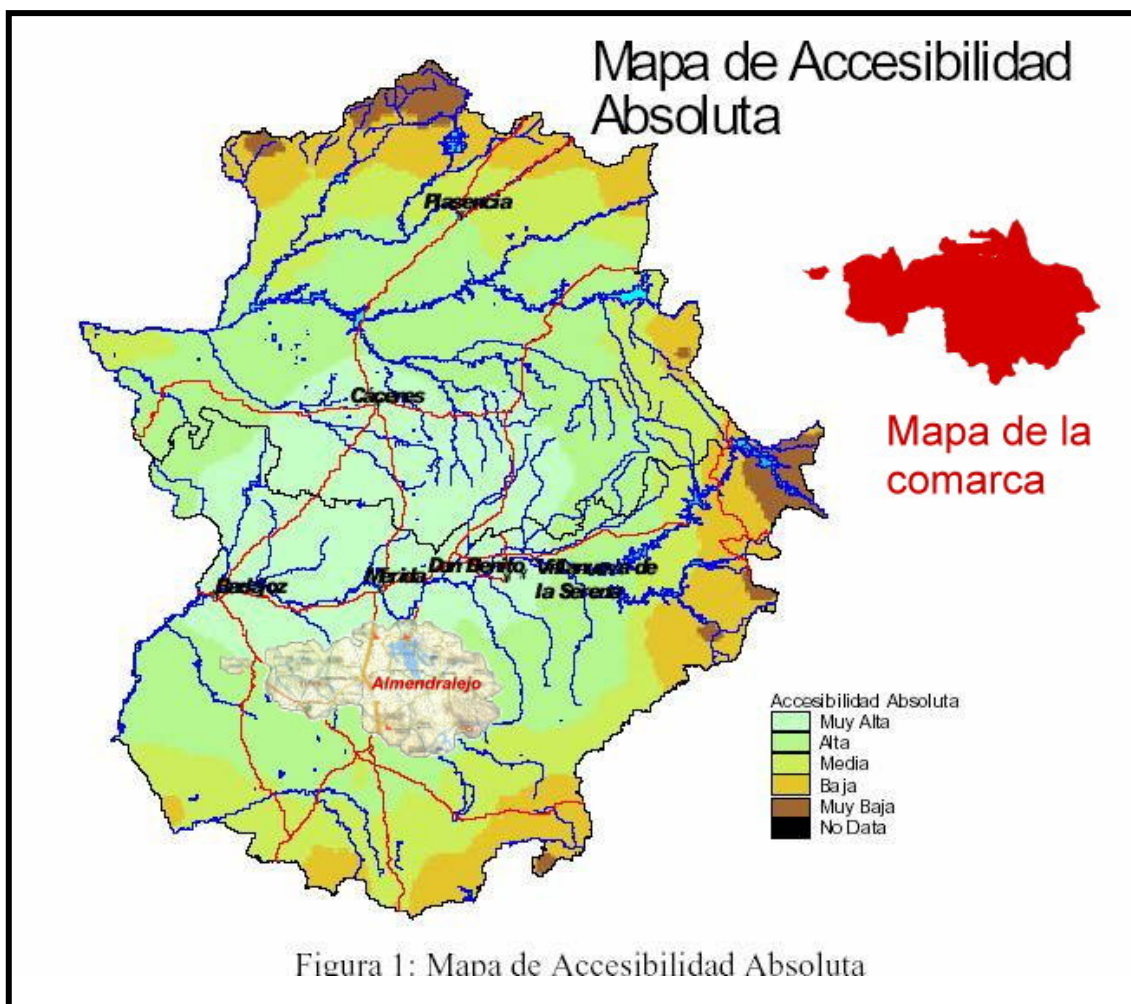 Mapa de Accesibilidad
Absoluta
Plasencia
Cáceres
Mapa de la
comarca
Badajoz
Mérida
Don Benito
Villanueva de
la Serena
Almendralejo
Accesibilidad Absoluta
Muy Alta
Alta
Media
Baja
Muy Baja
No Data
Figura 1: Mapa de Accesibilidad Absoluta